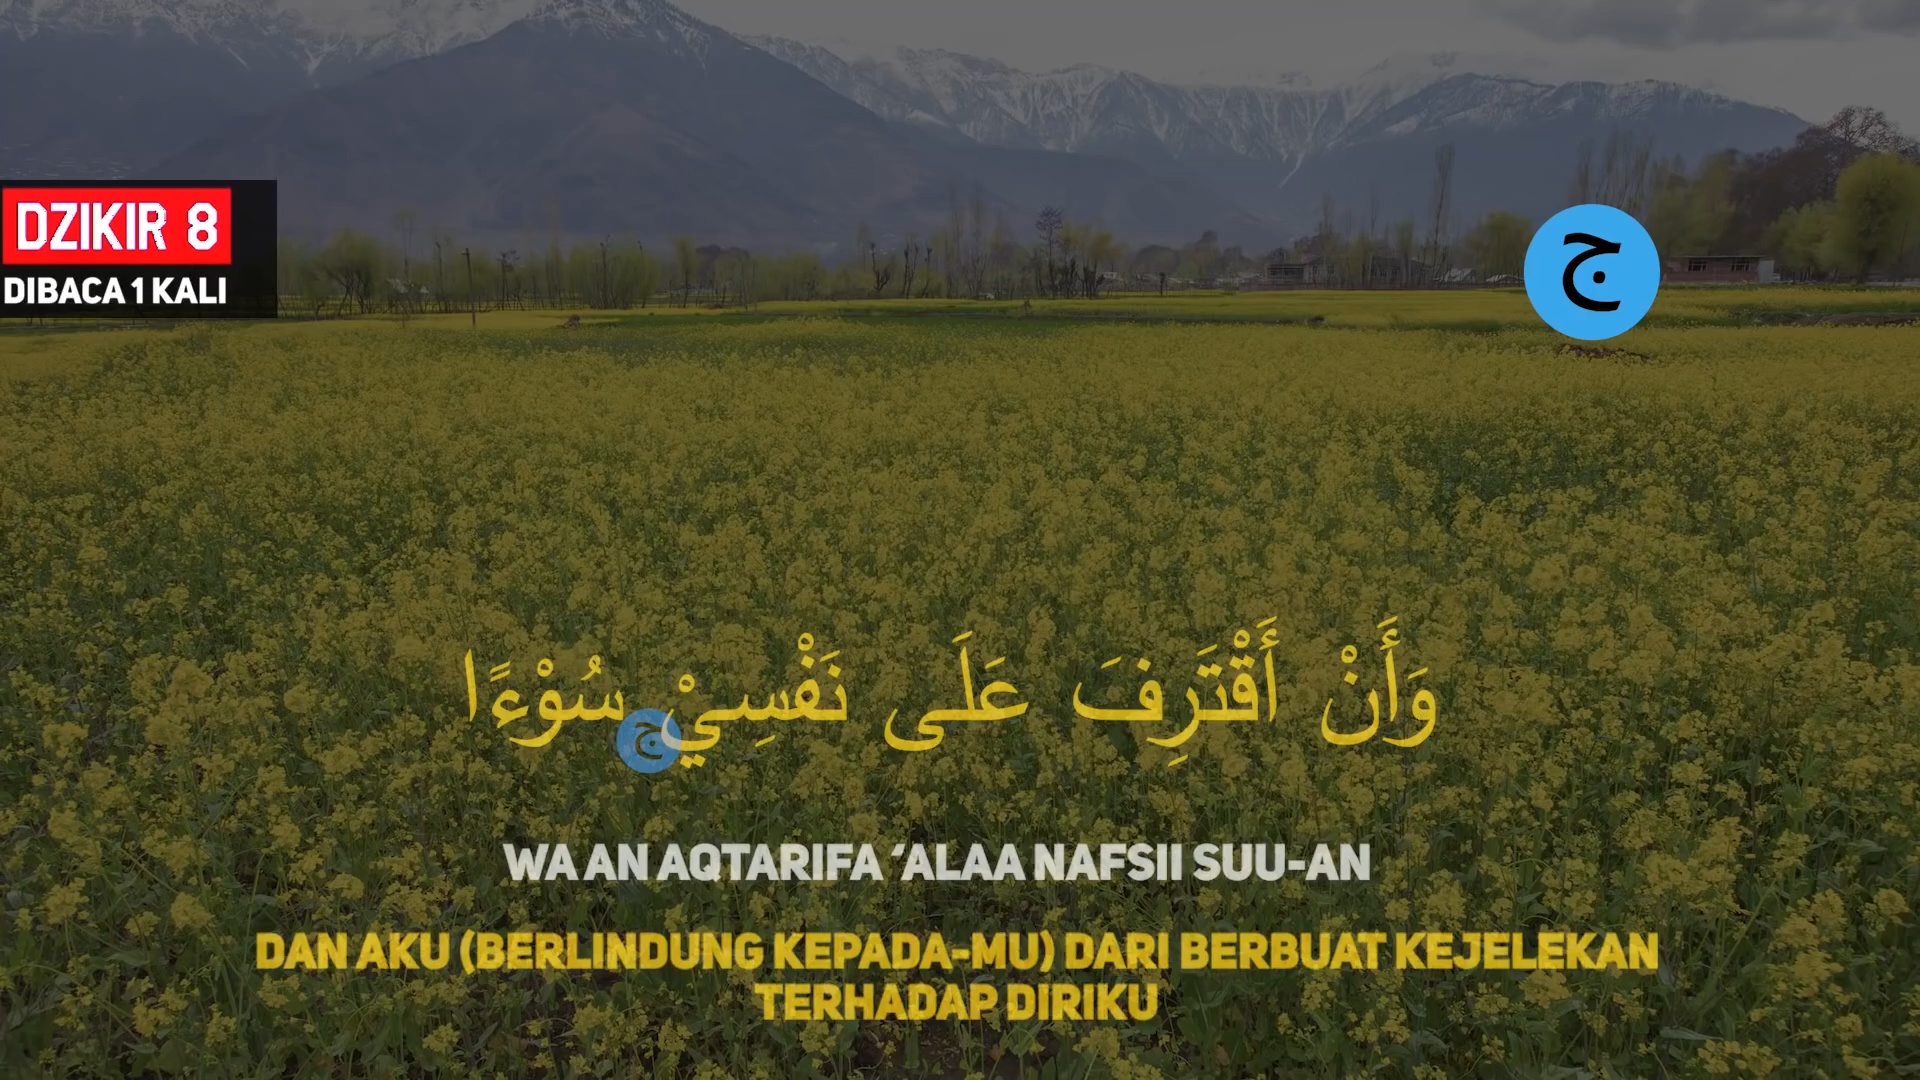 DZIKIR 8
DIBACA 1 KALI
ج
وَأَنْ أَقْتَرِفَ عَلَى نَفْسِيْ سُوْءًا
ج
WA AN AQTARIFA ‘ALAA NAFSII SUU-AN
DAN AKU (BERLINDUNG KEPADA-MU) DARI BERBUAT KEJELEKAN
TERHADAP DIRIKU